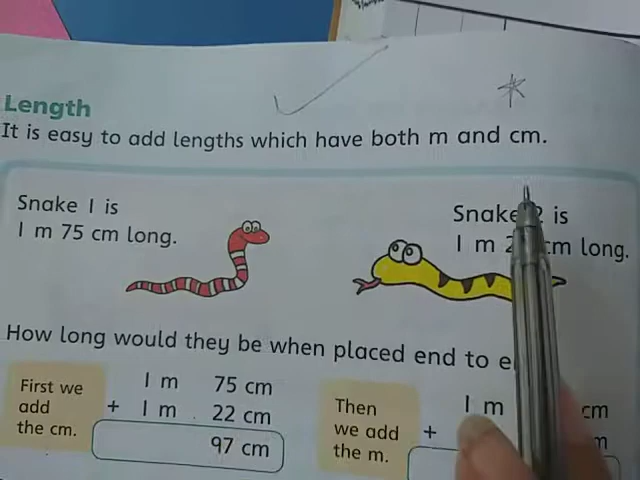 Length
It is easy to add lengths which have both m and cm.
Snake 1 is
1 m 75 cm long.
Snake 2 is
1 m 2 cm long.
How long would they be when placed end to e
First we
add
the cm.
1 m 75 cm
+ 1 m 22 cm
97 cm
Then
we add
the m.
1 m cm
+ m